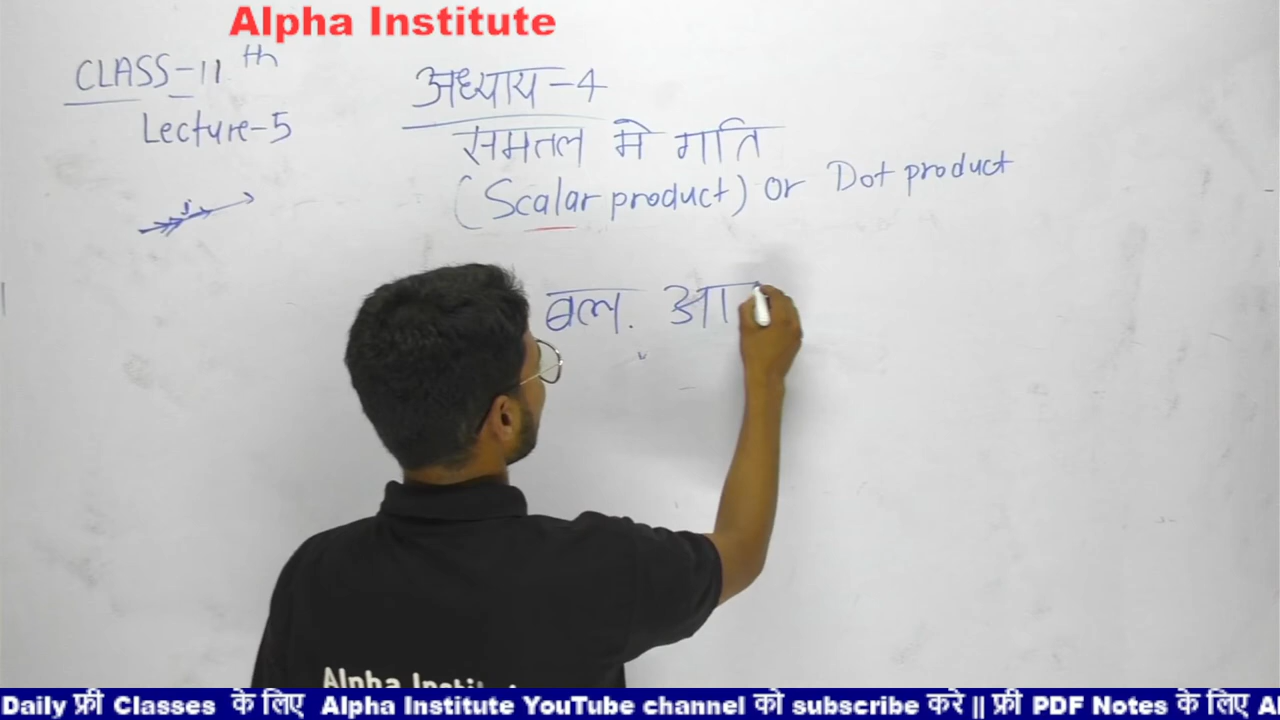 Alpha Institute
CLASS-11th
Lecture-5
अध्याय-4
समतल मे गति
(Scalar product) Or Dot product
बल. आ
Alpha Institute
Daily फ्री Classes के लिए Alpha Institute YouTube channel को subscribe करे || फ्री PDF Notes के लिए A